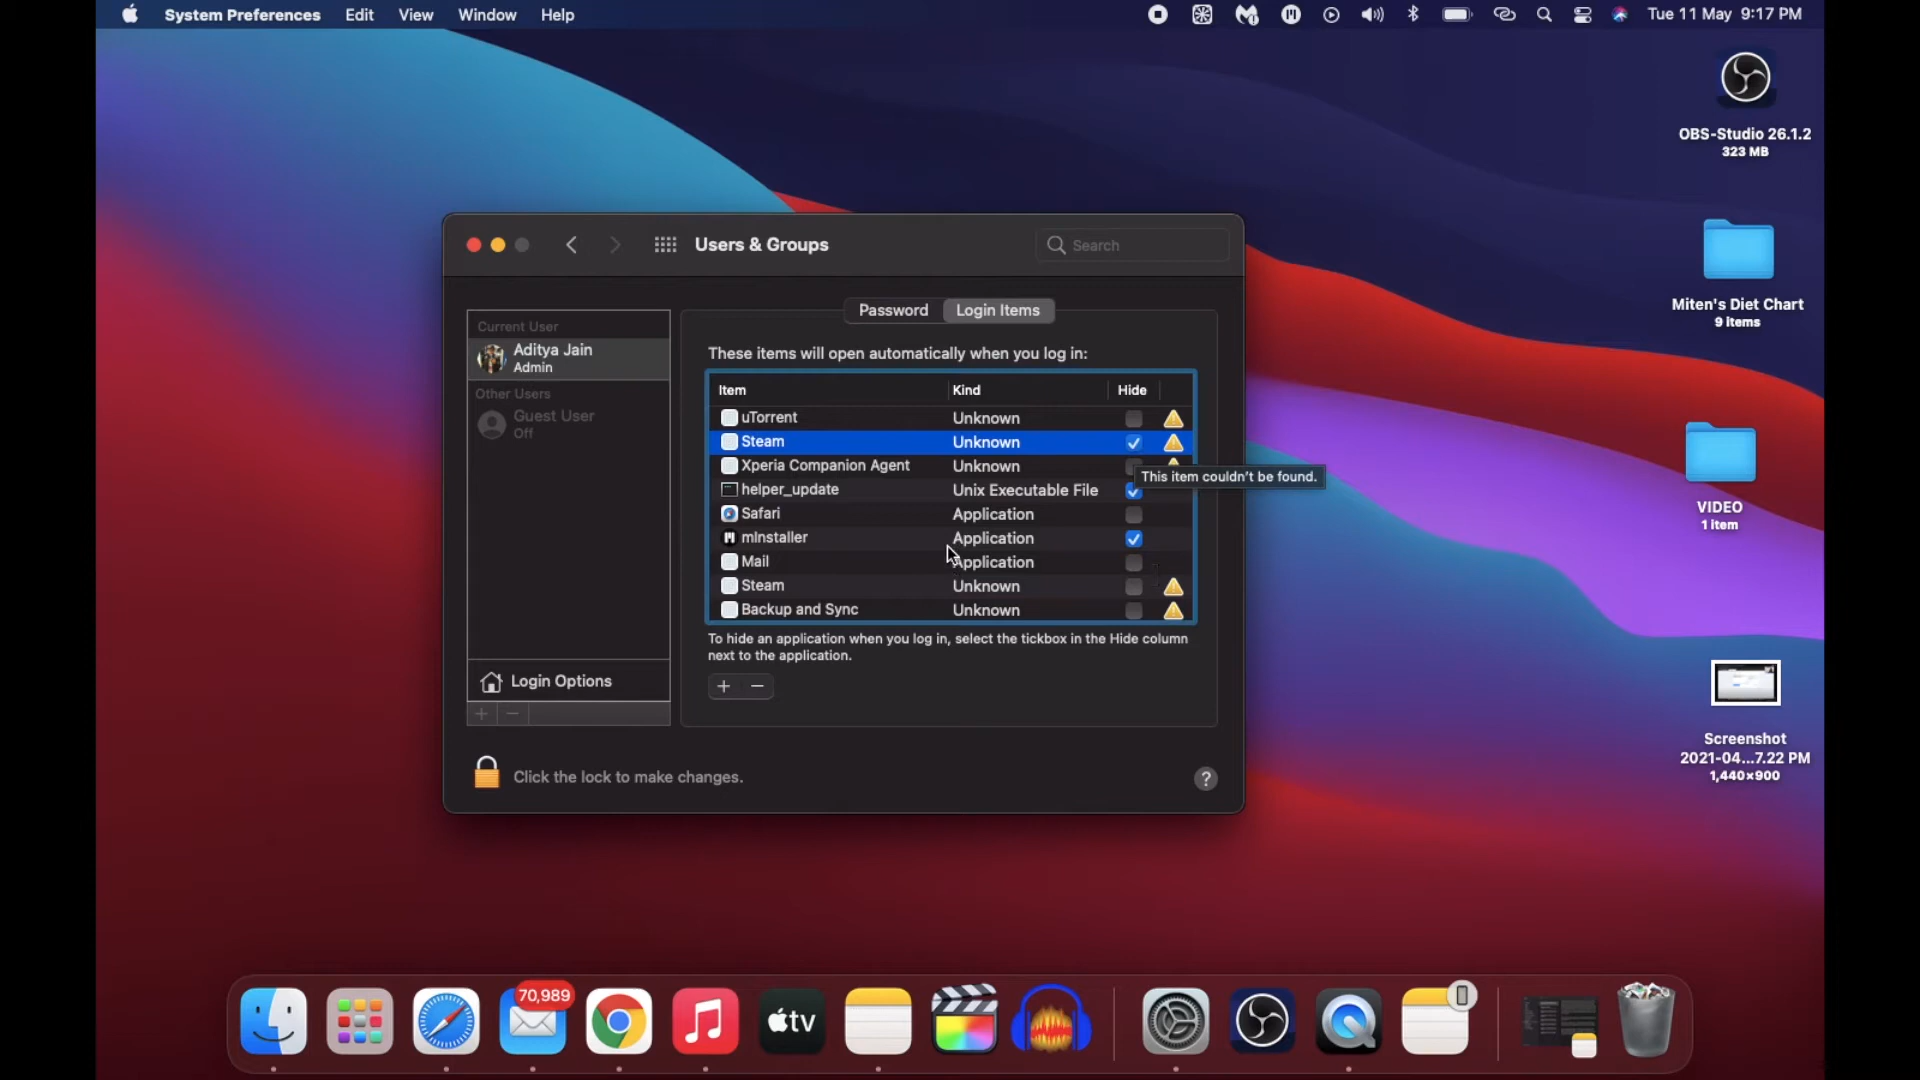 System Preferences Edit View Window Help
Tue 11 May 9:17 PM
OBS-Studio 26.1.2
323 MB
Miten's Diet Chart
9 items
VIDEO
1 item
Screenshot
2021-04...7.22 PM
1,440×900
Users & Groups
Search
Current User
Aditya Jain
Admin
Other Users
Guest User
Off
Login Options
Password Login Items
These items will open automatically when you log in:
Item Kind Hide
uTorrent Unknown
Steam Unknown
Xperia Companion Agent Unknown
This item couldn't be found.
helper_update Unix Executable File
Safari Application
mInstaller Application
Mail Application
Steam Unknown
Backup and Sync Unknown
To hide an application when you log in, select the tickbox in the Hide column
next to the application.
Click the lock to make changes.
?
70,989
tv